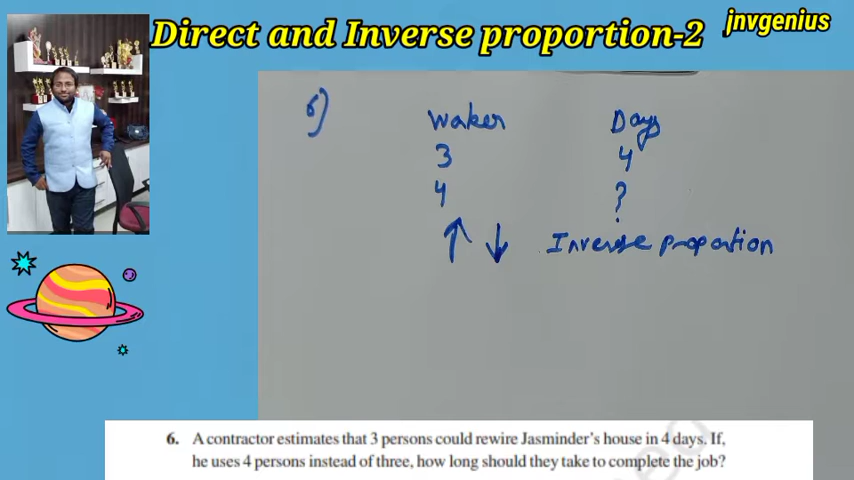 Direct and Inverse proportion-2
jnvgenius
6)
Waker Days
3 4
4 ?
Inverse proportion
6. A contractor estimates that 3 persons could rewire Jasminder's house in 4 days. If,
he uses 4 persons instead of three, how long should they take to complete the job?